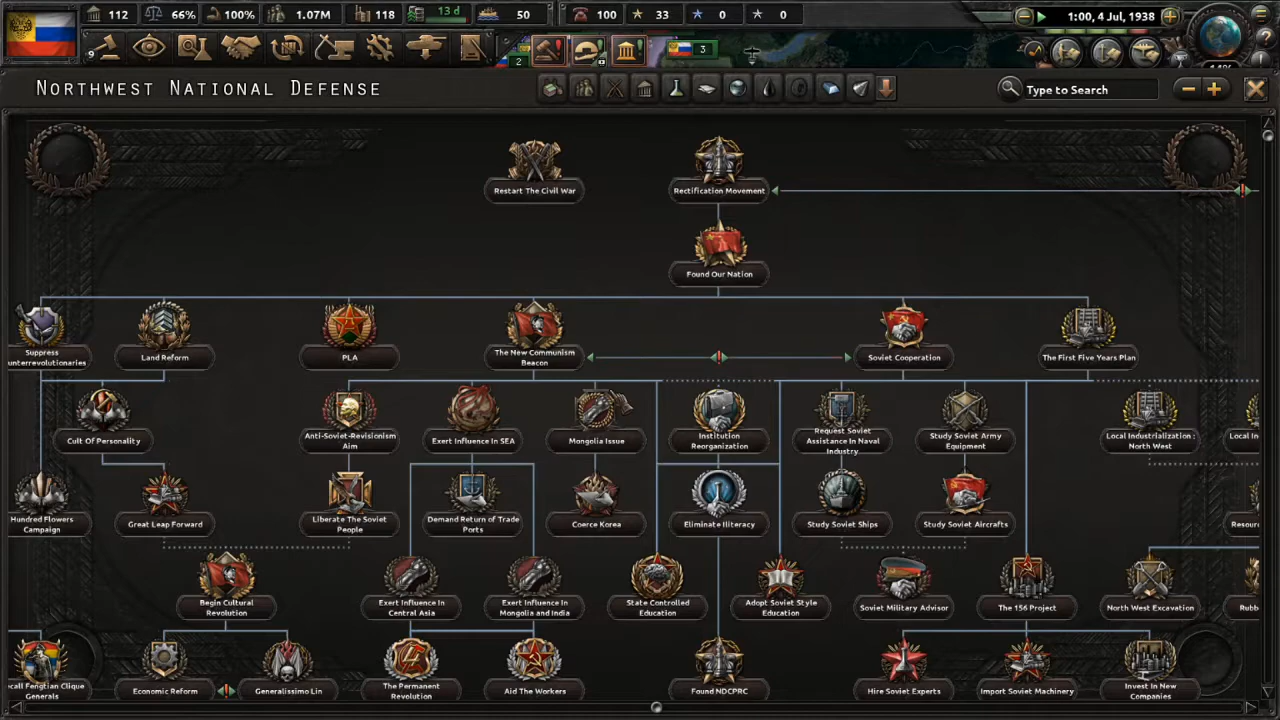 112 66% 100% 1.07M 118 13 d 50 100 33 0 0 1:00, 4 Jul, 1938
9 2 3
Northwest National Defense
Type to Search
Restart The Civil War
Rectification Movement
Found Our Nation
Suppress
unterrevolutionaries
Land Reform
PLA
The New Communism
Beacon
Soviet Cooperation
The First Five Years Plan
Cult Of Personality
Anti-Soviet-Revisionism
Aim
Exert Influence In SEA
Mongolia Issue
Institution
Reorganization
Request Soviet
Assistance In Naval
Industry
Study Soviet Army
Equipment
Local Industrialization :
North West
Local In
Hundred Flowers
Campaign
Great Leap Forward
Liberate The Soviet
People
Demand Return of Trade
Ports
Coerce Korea
Eliminate Iliteracy
Study Soviet Ships
Study Soviet Aircrafts
Resourc
Begin Cultural
Revolution
Exert Influence In
Central Asia
Exert Influence In
Mongolia and India
State Controlled
Education
Adopt Soviet Style
Education
Soviet Military Advisor
The 156 Project
North West Excavation
Rubb
ecall Fengtian Clique
Generals
Economic Reform
Generalissimo Lin
The Permanent
Revolution
Aid The Workers
Found NDCPRC
Hire Soviet Experts
Import Soviet Machinery
Invest In New
Companies